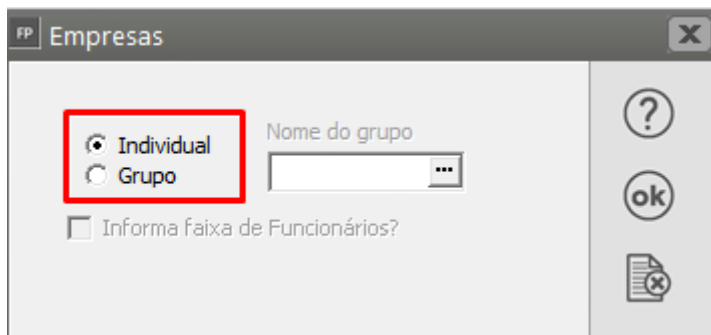 FP Empresas
Individual
Nome do grupo
Grupo
...
Informa faixa de Funcionários?
?
ok